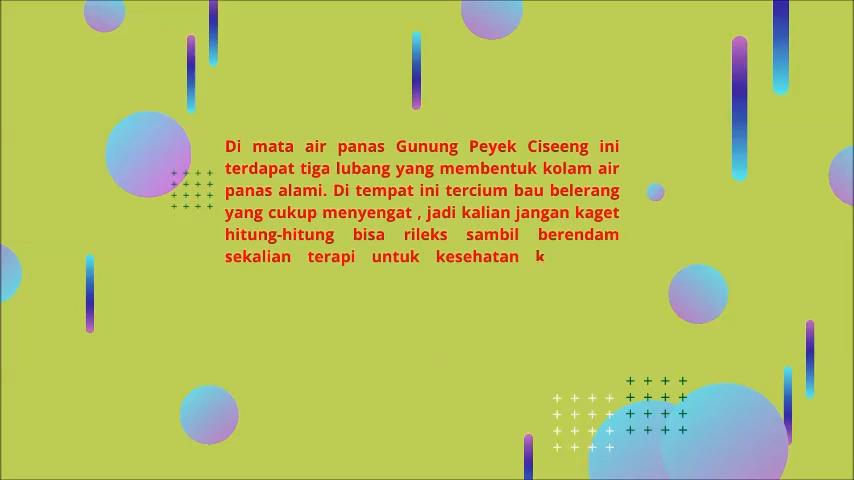 Di mata air panas Gunung Peyek Ciseeng ini
terdapat tiga lubang yang membentuk kolam air
panas alami. Di tempat ini tercium bau belerang
yang cukup menyengat , jadi kalian jangan kaget
hitung-hitung bisa rileks sambil berendam
sekalian terapi untuk kesehatan k